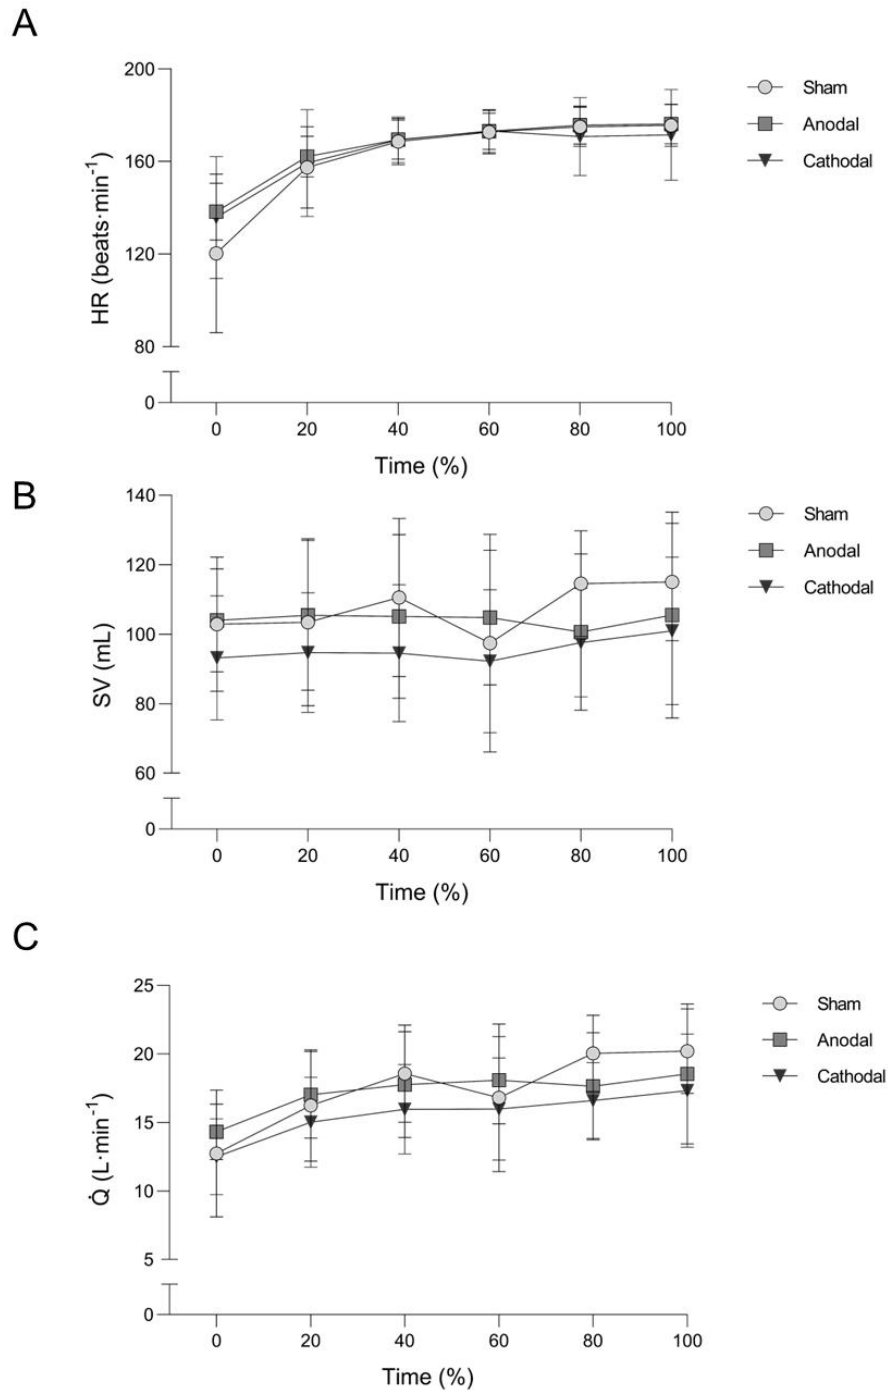 A
200
160
120
80
0
HR (beats·min⁻¹)
0 20 40 60 80 100
Time (%)
Sham
Anodal
Cathodal
B
140
120
100
80
60
0
SV (mL)
0 20 40 60 80 100
Time (%)
Sham
Anodal
Cathodal
C
25
20
15
10
5
0
Q̇ (L·min⁻¹)
0 20 40 60 80 100
Time (%)
Sham
Anodal
Cathodal